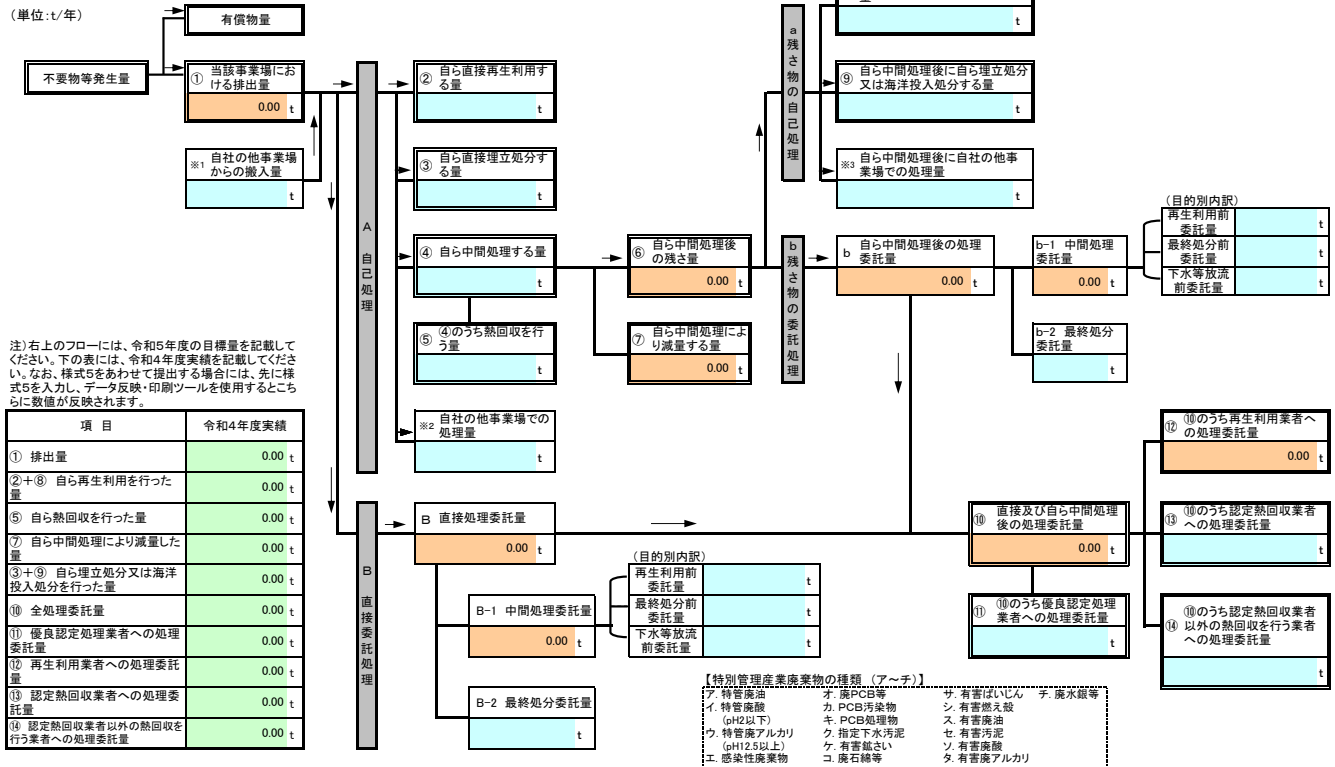 (単位:t/年)
有償物量
不要物等発生量
① 当該事業場にお
ける排出量
0.00 t
※1 自社の他事業場
からの搬入量
t
A 自己処理
② 自ら直接再生利用す
る量
t
③ 自ら直接埋立処分す
る量
t
④ 自ら中間処理する量
t
⑤ ④のうち熱回収を行
う量
t
※2 自社の他事業場での
処理量
t
⑥ 自ら中間処理後
の残さ量
0.00 t
⑦ 自ら中間処理によ
り減量する量
0.00 t
a 残さ物の自己処理
t
⑨ 自ら中間処理後に自ら埋立処分
又は海洋投入処分する量
t
※3 自ら中間処理後に自社の他事
業場での処理量
t
b 残さ物の委託処理
b 自ら中間処理後の処理
委託量
0.00 t
b-1 中間処理
委託量
0.00 t
(目的別内訳)
再生利用前
委託量
t
最終処分前
委託量
t
下水等放流
前委託量
t
b-2 最終処分
委託量
t
注)右上のフローには、令和5年度の目標量を記載して
ください。下の表には、令和4年度実績を記載してくださ
い。なお、様式5をあわせて提出する場合には、先に様
式5を入力し、データ反映・印刷ツールを使用するとこち
らに数値が反映されます。
項 目 令和4年度実績
① 排出量 0.00 t
②+⑧ 自ら再生利用を行った
量 0.00 t
⑤ 自ら熱回収を行った量 0.00 t
⑦ 自ら中間処理により減量した
量 0.00 t
③+⑨ 自ら埋立処分又は海洋
投入処分を行った量 0.00 t
⑩ 全処理委託量 0.00 t
⑪ 優良認定処理業者への処理
委託量 0.00 t
⑫ 再生利用業者への処理委託
量 0.00 t
⑬ 認定熱回収業者への処理委
託量 0.00 t
⑭ 認定熱回収業者以外の熱回収を
行う業者への処理委託量 0.00 t
B 直接委託処理
B 直接処理委託量
0.00 t
B-1 中間処理委託量
0.00 t
(目的別内訳)
再生利用前
委託量
t
最終処分前
委託量
t
下水等放流
前委託量
t
B-2 最終処分委託量
t
⑩ 直接及び自ら中間処理
後の処理委託量
0.00 t
⑪ ⑩のうち優良認定処理
業者への処理委託量
t
⑫ ⑩のうち再生利用業者へ
の処理委託量
0.00 t
⑬ ⑩のうち認定熱回収業者
への処理委託量
t
⑭ ⑩のうち認定熱回収業者
以外の熱回収を行う業者
への処理委託量
t
【特別管理産業廃棄物の種類 (ア~チ)】
ア. 特管廃油 オ. 廃PCB等 サ. 有害ばいじん チ. 廃水銀等
イ. 特管廃酸 カ. PCB汚染物 シ. 有害燃え殻
(pH2以下) キ. PCB処理物 ス. 有害廃油
ウ. 特管廃アルカリ ク. 指定下水汚泥 セ. 有害汚泥
(pH12.5以上) ケ. 有害鉱さい ソ. 有害廃酸
エ. 感染性廃棄物 コ. 廃石綿等 タ. 有害廃アルカリ